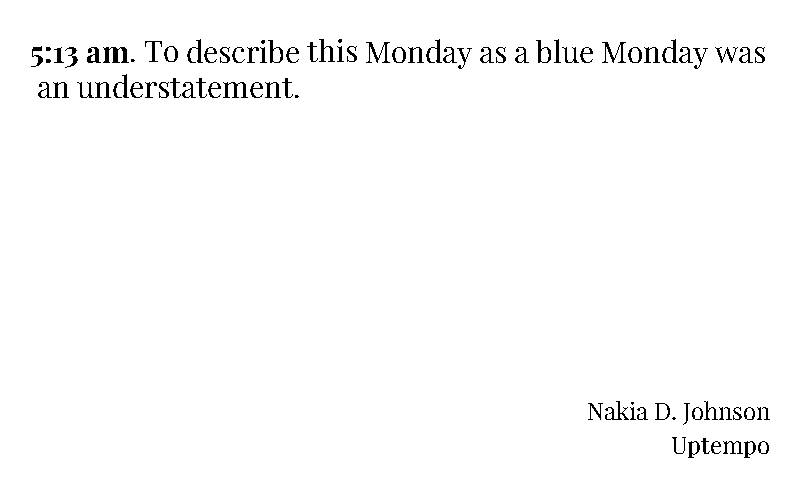 5:13 am. To describe this Monday as a blue Monday was
an understatement.
Nakia D. Johnson
Uptempo